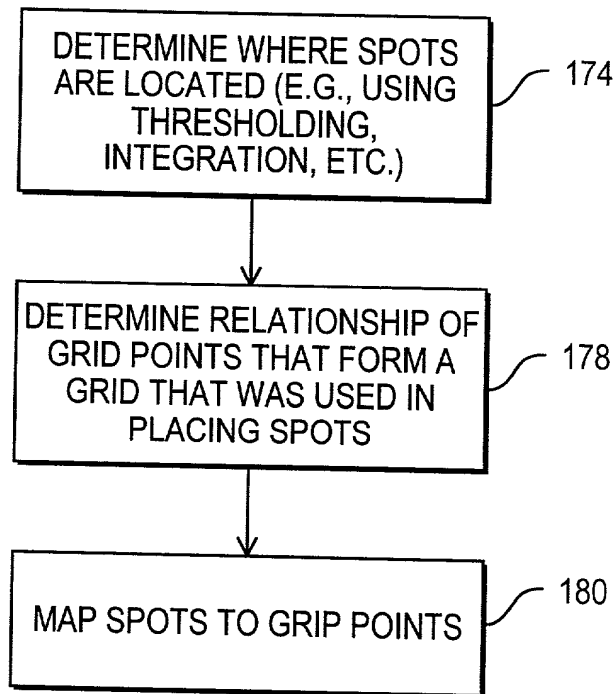 DETERMINE WHERE SPOTS
ARE LOCATED (E.G., USING
THRESHOLDING,
INTEGRATION, ETC.)
174
DETERMINE RELATIONSHIP OF
GRID POINTS THAT FORM A
GRID THAT WAS USED IN
PLACING SPOTS
178
MAP SPOTS TO GRIP POINTS
180